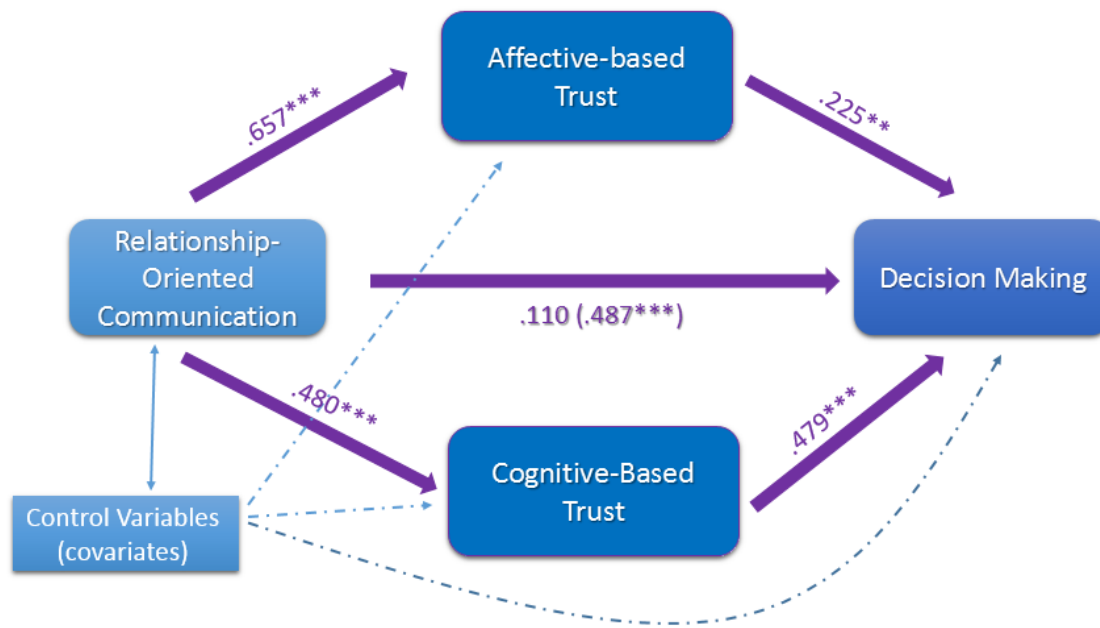 Affective-based
Trust
.657***
.225**
Relationship-
Oriented
Communication
Decision Making
.110 (.487***)
.480***
.479***
Cognitive-Based
Trust
Control Variables
(covariates)